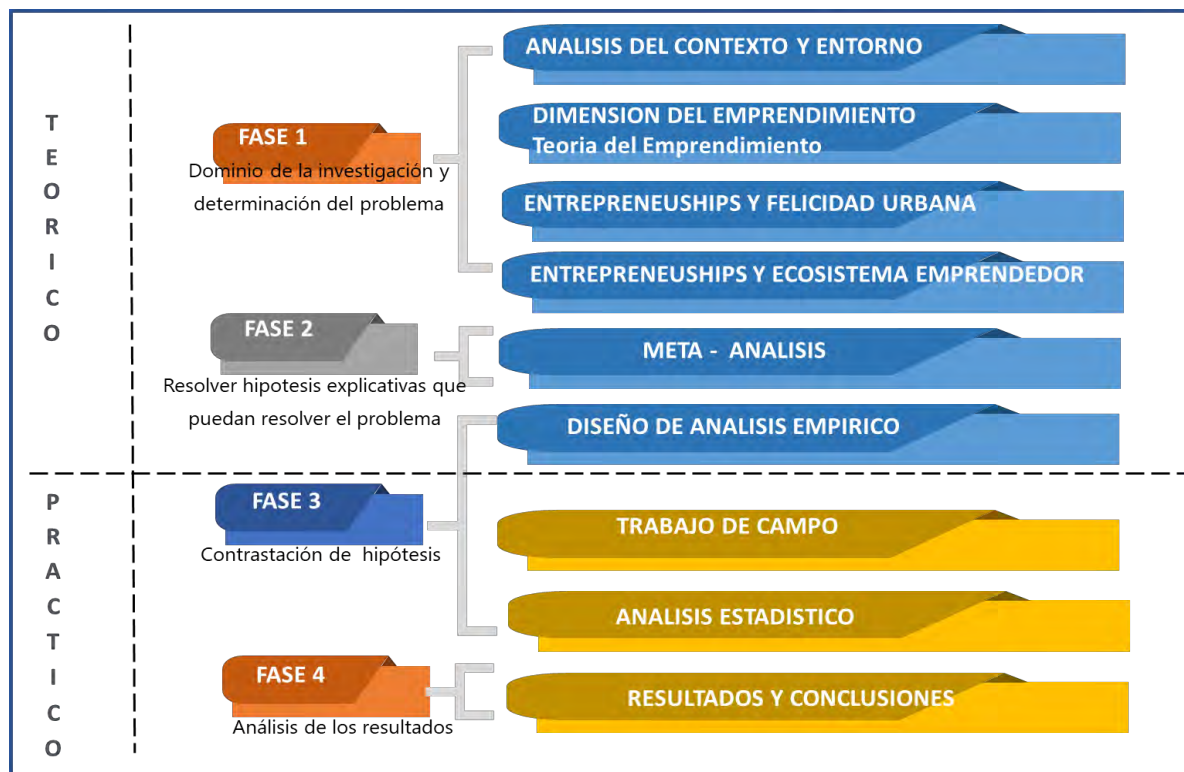 TEORICO
FASE 1
Dominio de la investigación y
determinación del problema
ANALISIS DEL CONTEXTO Y ENTORNO
DIMENSION DEL EMPRENDIMIENTO
Teoria del Emprendimiento
ENTREPRENEUSHIPS Y FELICIDAD URBANA
ENTREPRENEUSHIPS Y ECOSISTEMA EMPRENDEDOR
FASE 2
Resolver hipotesis explicativas que
puedan resolver el problema
META - ANALISIS
DISEÑO DE ANALISIS EMPIRICO
PRACTICO
FASE 3
Contrastación de hipótesis
TRABAJO DE CAMPO
ANALISIS ESTADISTICO
FASE 4
Análisis de los resultados
RESULTADOS Y CONCLUSIONES